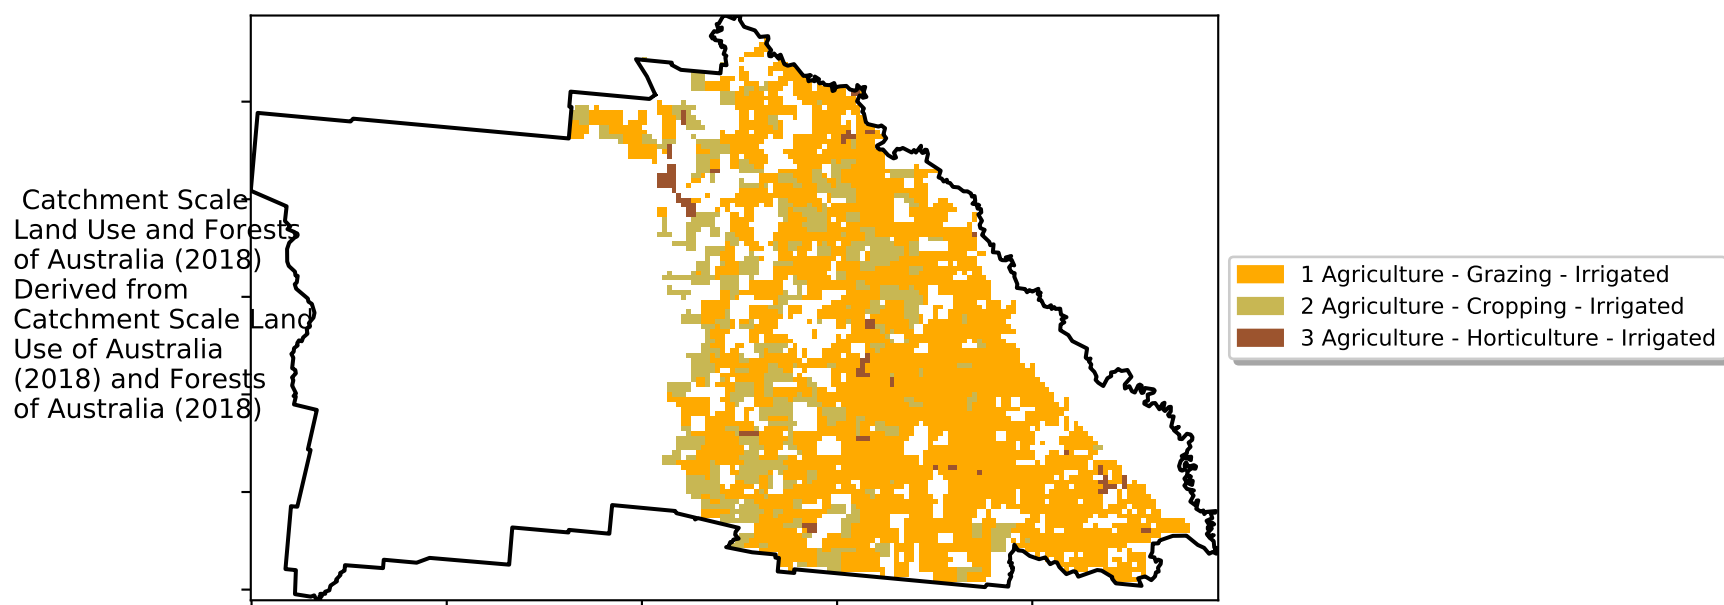 Catchment Scale
Land Use and Forests
of Australia (2018)
Derived from
Catchment Scale Land
Use of Australia
(2018) and Forests
of Australia (2018)
1 Agriculture - Grazing - Irrigated
2 Agriculture - Cropping - Irrigated
3 Agriculture - Horticulture - Irrigated